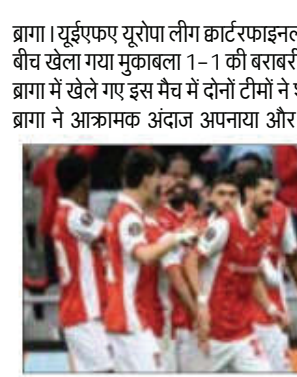 ब्रागा।यूईएफए यूरोपा लीग क्वार्टरफाइनल
बीच खेला गया मुकाबला 1-1 की बराबरी
ब्रागा में खेले गए इस मैच में दोनों टीमों ने
ब्रागा ने आक्रामक अंदाज अपनाया और